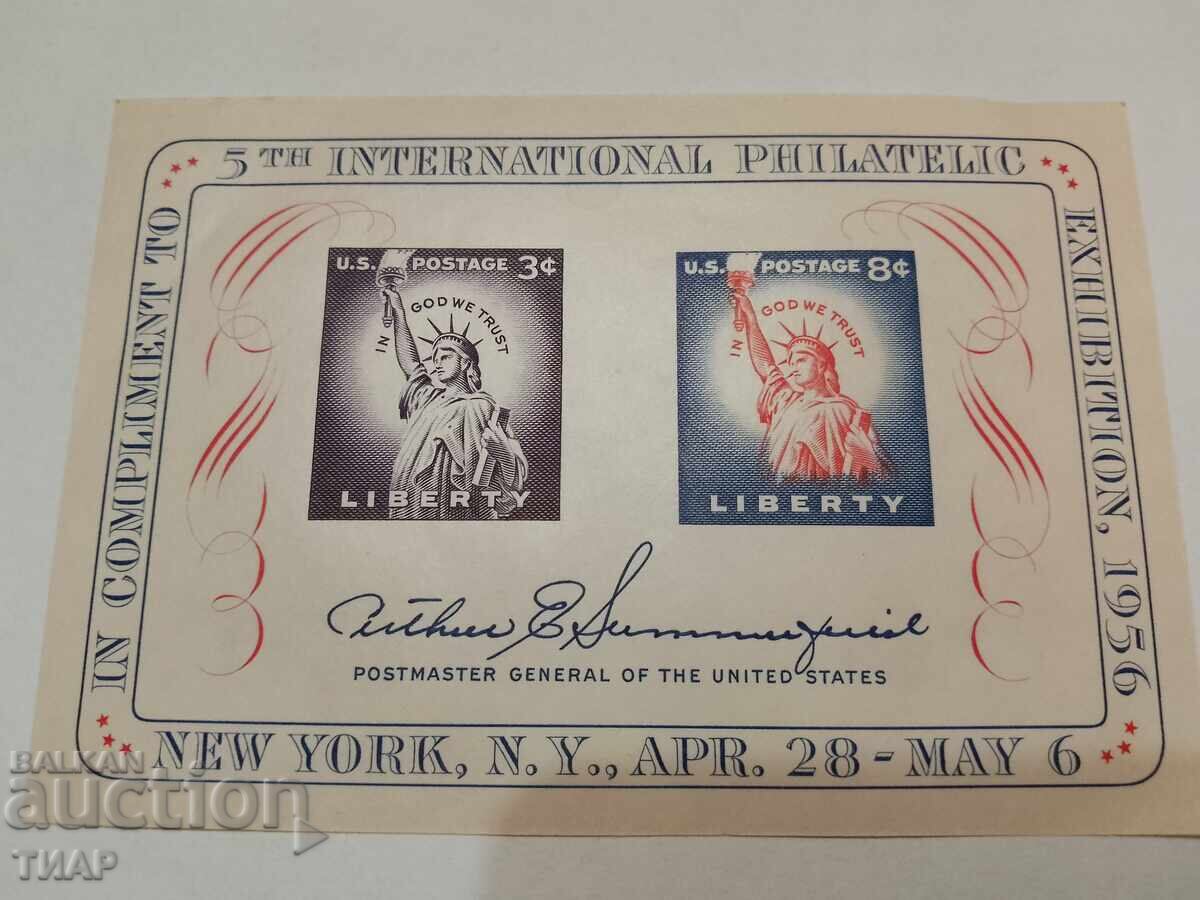 IN COMPLIMENT TO
5TH INTERNATIONAL PHILATELIC
EXHIBITION, 1956
NEW YORK, N.Y., APR. 28 - MAY 6
U.S. POSTAGE 3¢
IN GOD WE TRUST
LIBERTY
U.S. POSTAGE 8¢
IN GOD WE TRUST
LIBERTY
Arthur E Summerfield
POSTMASTER GENERAL OF THE UNITED STATES
BALKAN
auction
ТИАР